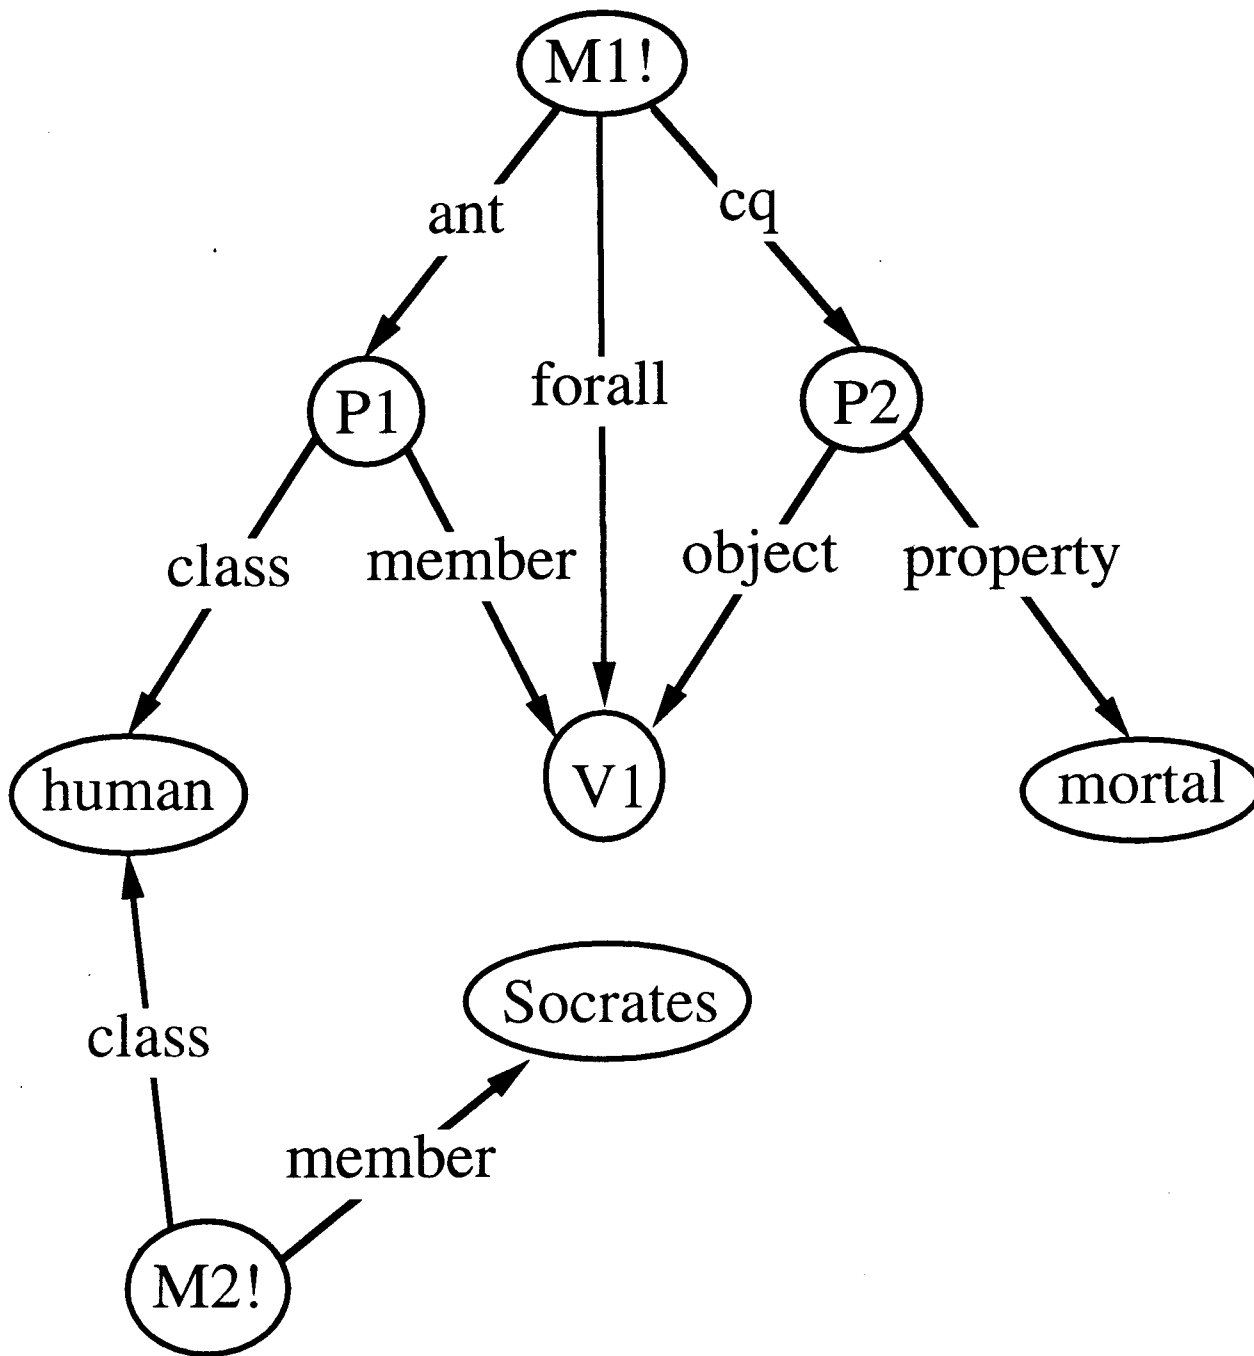 M1!
ant
cq
forall
P1
P2
class
member
object
property
human
V1
mortal
Socrates
class
member
M2!